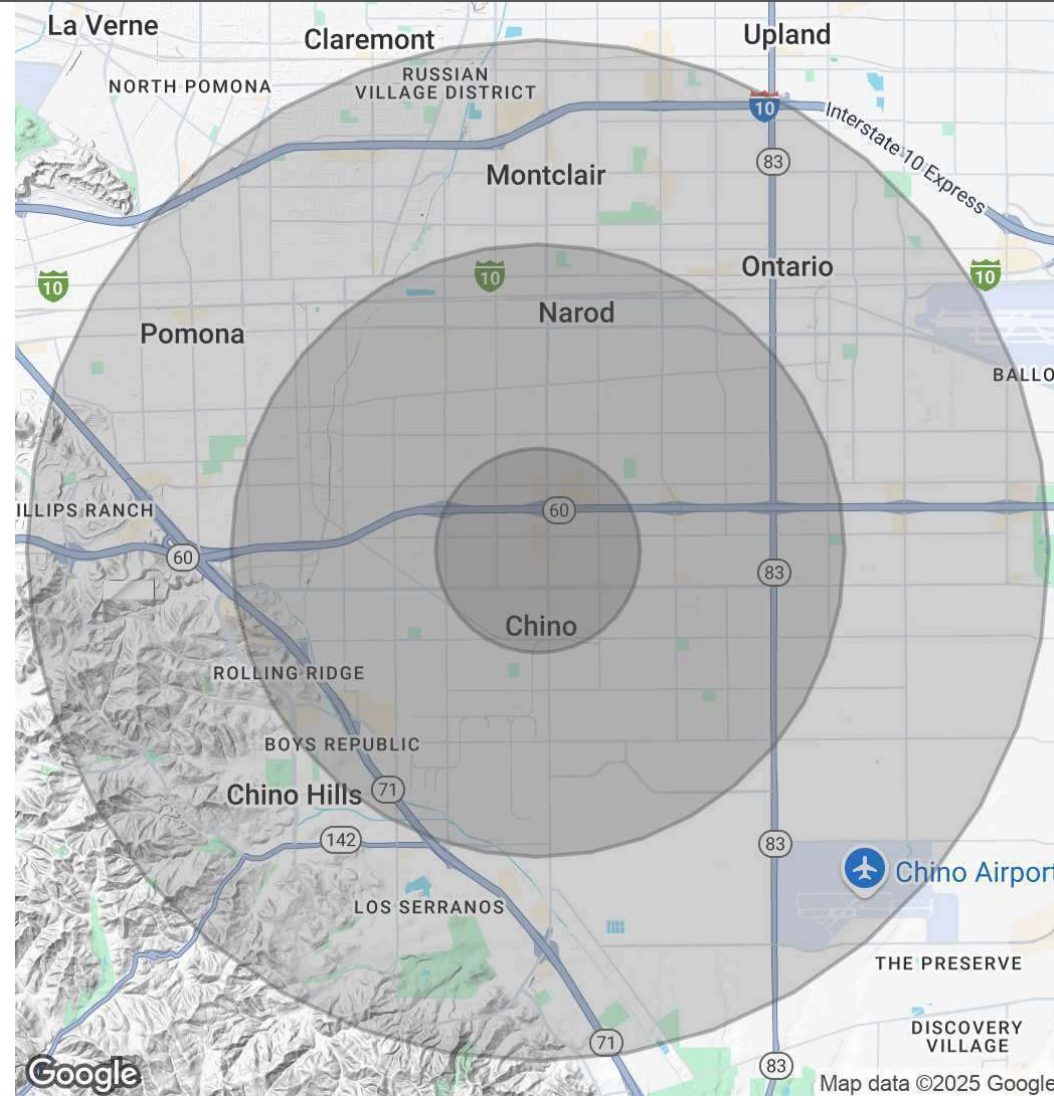 La Verne
Claremont
Upland
NORTH POMONA
RUSSIAN
VILLAGE DISTRICT
10
Interstate 10 Express
83
Montclair
Ontario
10
10
10
Narod
Pomona
BALLO
ILLIPS RANCH
60
60
83
Chino
ROLLING RIDGE
BOYS REPUBLIC
Chino Hills
71
142
83
Chino Airport
LOS SERRANOS
THE PRESERVE
DISCOVERY
VILLAGE
71
83
Google
Map data ©2025 Google